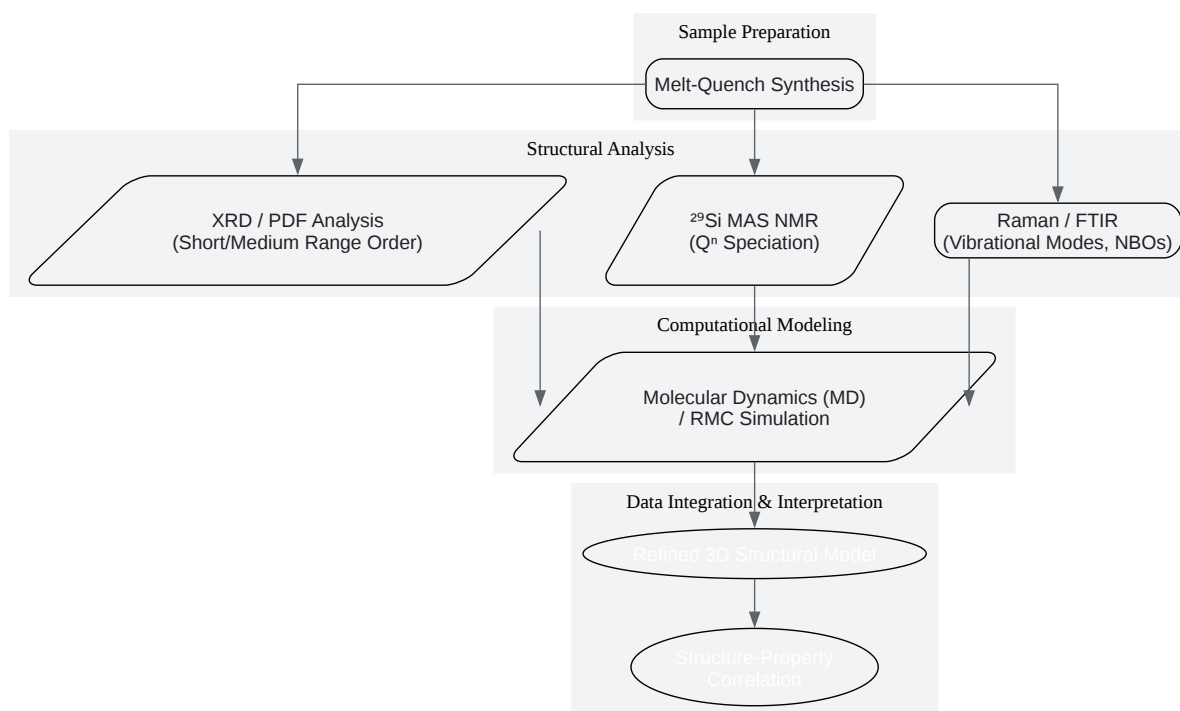 Sample Preparation
Melt-Quench Synthesis
Structural Analysis
XRD / PDF Analysis
(Short/Medium Range Order)
²⁹Si MAS NMR
(Qⁿ Speciation)
Raman / FTIR
(Vibrational Modes, NBOs)
Computational Modeling
Molecular Dynamics (MD)
/ RMC Simulation
Data Integration & Interpretation
Refined 3D Structural Model
Structure-Property
Correlation